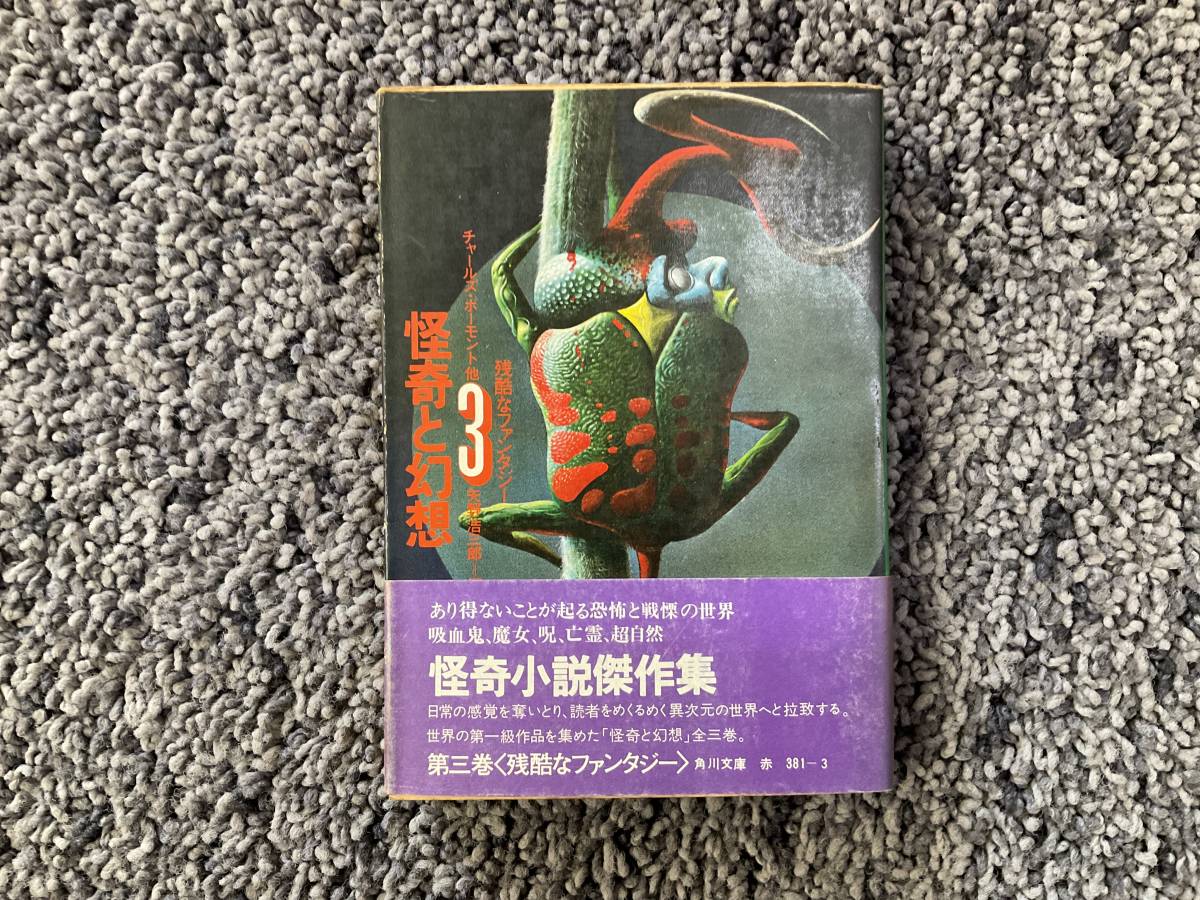 怪奇と幻想
チャールズ・ボーモント他
3
残酷なファンタジー
矢野浩三郎
あり得ないことが起る恐怖と戦慄の世界
吸血鬼、魔女、呪、亡霊、超自然
怪奇小説傑作集
日常の感覚を奪いとり、読者をめくるめく異次元の世界へと拉致する。
世界の第一級作品を集めた「怪奇と幻想」全三巻。
第三巻〈残酷なファンタジー〉 角川文庫 赤 381-3